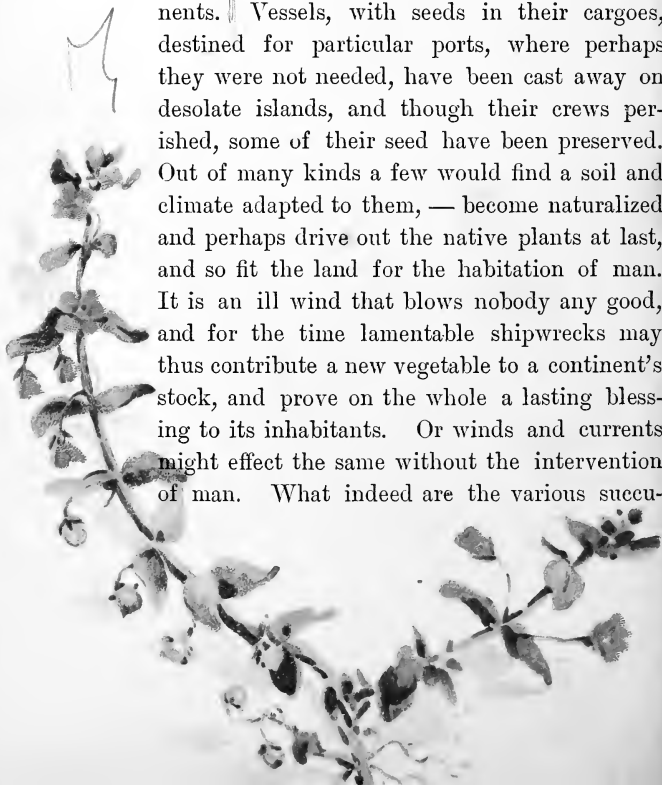 nents. Vessels, with seeds in their cargoes,
destined for particular ports, where perhaps
they were not needed, have been cast away on
desolate islands, and though their crews per-
ished, some of their seed have been preserved.
Out of many kinds a few would find a soil and
climate adapted to them, — become naturalized
and perhaps drive out the native plants at last,
and so fit the land for the habitation of man.
It is an ill wind that blows nobody any good,
and for the time lamentable shipwrecks may
thus contribute a new vegetable to a continent's
stock, and prove on the whole a lasting bless-
ing to its inhabitants. Or winds and currents
might effect the same without the intervention
of man. What indeed are the various succu-